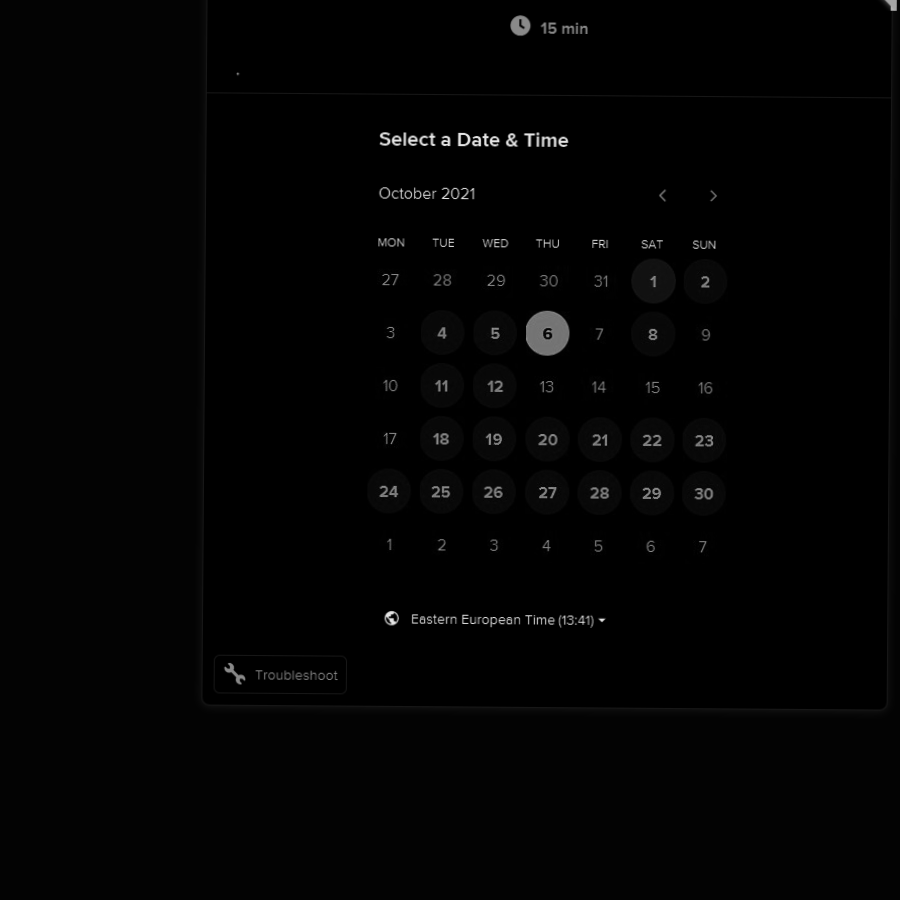 15 min
.
Select a Date & Time
October 2021
MON TUE WED THU FRI SAT SUN
27 28 29 30 31 1 2
3 4 5 6 7 8 9
10 11 12 13 14 15 16
17 18 19 20 21 22 23
24 25 26 27 28 29 30
1 2 3 4 5 6 7
Eastern European Time (13:41)
Troubleshoot